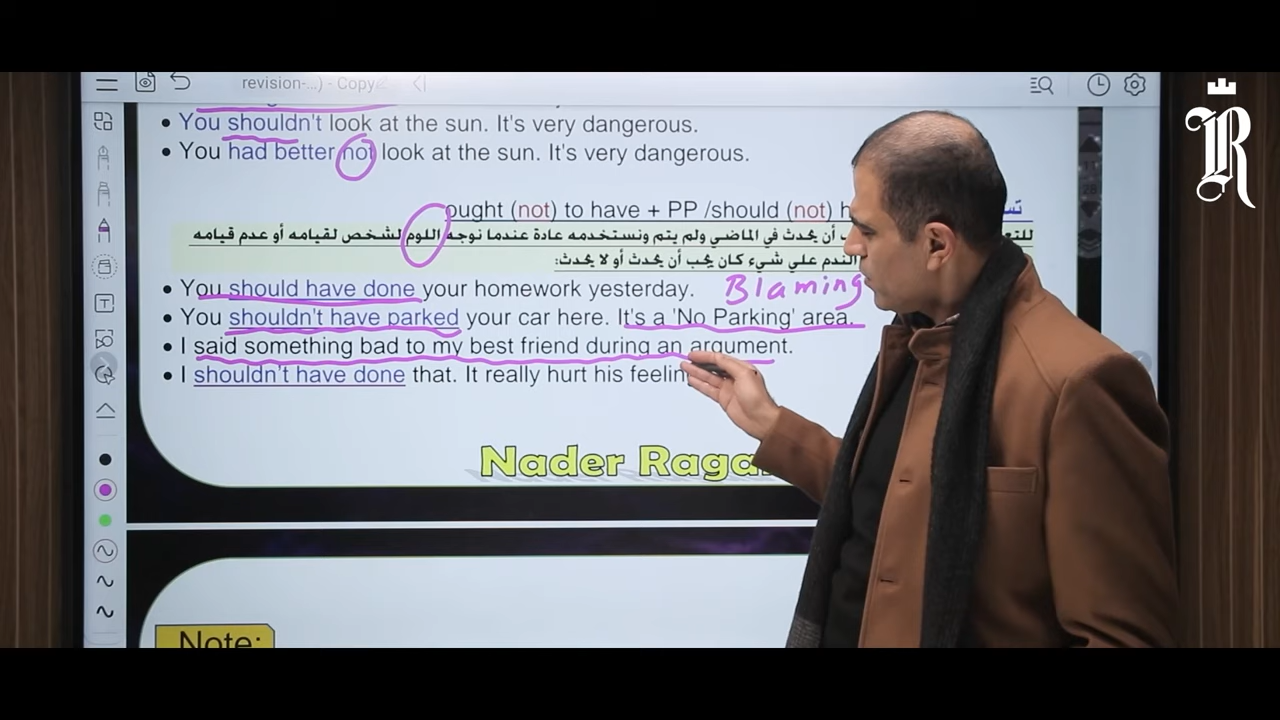 revision-...) - Copy
You shouldn't look at the sun. It's very dangerous.
You had better not look at the sun. It's very dangerous.
ought (not) to have + PP /should (not) h
أن يحدث في الماضي ولم يتم ونستخدمه عادة عندما نوجه اللوم لشخص لقيامه أو عدم قيامه
الندم علي شيء كان يجب أن يحدث أو لا يحدث:
You should have done your homework yesterday. Blaming
You shouldn't have parked your car here. It's a 'No Parking' area.
I said something bad to my best friend during an argument.
I shouldn't have done that. It really hurt his feelin
Nader Raga
Note:
R